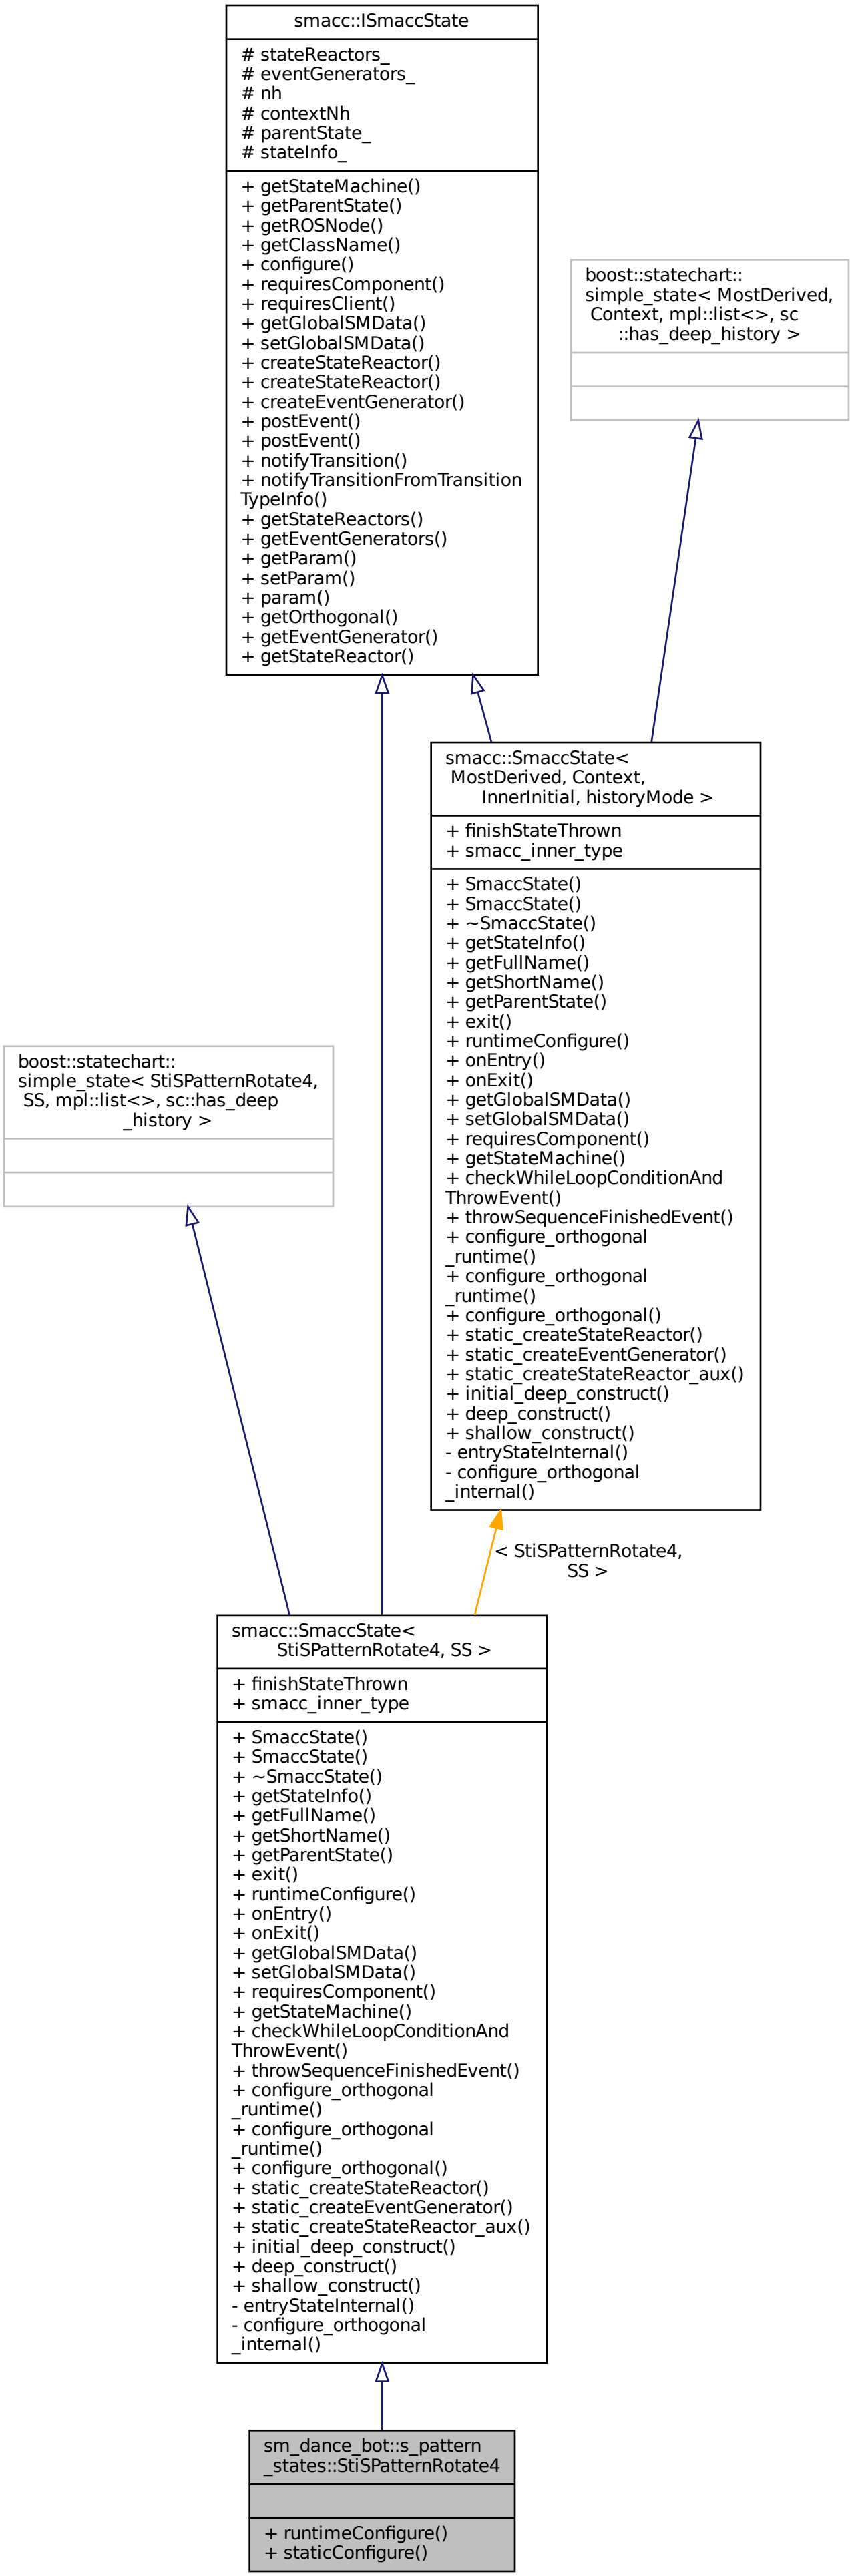 smacc::ISmaccState
# stateReactors_
# eventGenerators_
# nh
# contextNh
# parentState_
# stateInfo_
+ getStateMachine()
+ getParentState()
+ getROSNode()
+ getClassName()
+ configure()
+ requiresComponent()
+ requiresClient()
+ getGlobalSMData()
+ setGlobalSMData()
+ createStateReactor()
+ createStateReactor()
+ createEventGenerator()
+ postEvent()
+ postEvent()
+ notifyTransition()
+ notifyTransitionFromTransition
TypeInfo()
+ getStateReactors()
+ getEventGenerators()
+ getParam()
+ setParam()
+ param()
+ getOrthogonal()
+ getEventGenerator()
+ getStateReactor()
boost::statechart::
simple_state< MostDerived,
Context, mpl::list<>, sc
::has_deep_history >
smacc::SmaccState<
MostDerived, Context,
InnerInitial, historyMode >
+ finishStateThrown
+ smacc_inner_type
+ SmaccState()
+ SmaccState()
+ ~SmaccState()
+ getStateInfo()
+ getFullName()
+ getShortName()
+ getParentState()
+ exit()
+ runtimeConfigure()
+ onEntry()
+ onExit()
+ getGlobalSMData()
+ setGlobalSMData()
+ requiresComponent()
+ getStateMachine()
+ checkWhileLoopConditionAnd
ThrowEvent()
+ throwSequenceFinishedEvent()
+ configure_orthogonal
_runtime()
+ configure_orthogonal
_runtime()
+ configure_orthogonal()
+ static_createStateReactor()
+ static_createEventGenerator()
+ static_createStateReactor_aux()
+ initial_deep_construct()
+ deep_construct()
+ shallow_construct()
- entryStateInternal()
- configure_orthogonal
_internal()
boost::statechart::
simple_state< StiSPatternRotate4,
SS, mpl::list<>, sc::has_deep
_history >
< StiSPatternRotate4,
SS >
smacc::SmaccState<
StiSPatternRotate4, SS >
+ finishStateThrown
+ smacc_inner_type
+ SmaccState()
+ SmaccState()
+ ~SmaccState()
+ getStateInfo()
+ getFullName()
+ getShortName()
+ getParentState()
+ exit()
+ runtimeConfigure()
+ onEntry()
+ onExit()
+ getGlobalSMData()
+ setGlobalSMData()
+ requiresComponent()
+ getStateMachine()
+ checkWhileLoopConditionAnd
ThrowEvent()
+ throwSequenceFinishedEvent()
+ configure_orthogonal
_runtime()
+ configure_orthogonal
_runtime()
+ configure_orthogonal()
+ static_createStateReactor()
+ static_createEventGenerator()
+ static_createStateReactor_aux()
+ initial_deep_construct()
+ deep_construct()
+ shallow_construct()
- entryStateInternal()
- configure_orthogonal
_internal()
sm_dance_bot::s_pattern
_states::StiSPatternRotate4
+ runtimeConfigure()
+ staticConfigure()